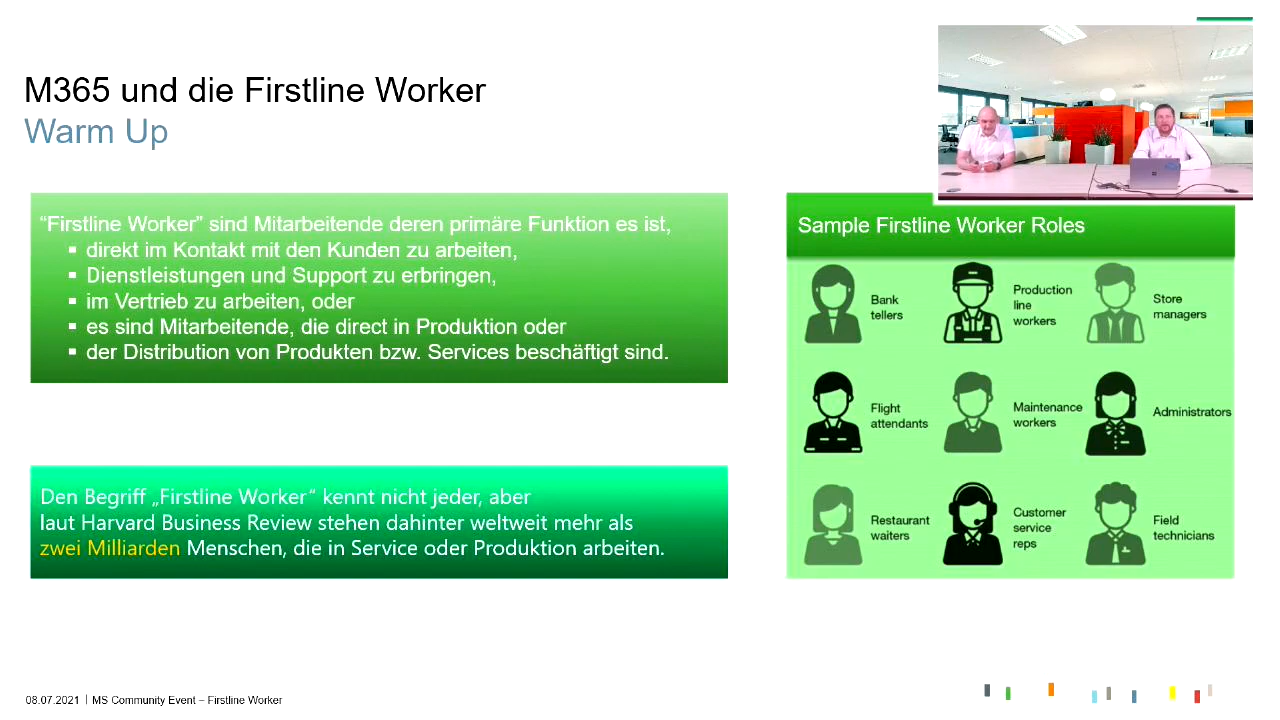 M365 und die Firstline Worker
Warm Up
“Firstline Worker” sind Mitarbeitende deren primäre Funktion es ist,
▪ direkt im Kontakt mit den Kunden zu arbeiten,
▪ Dienstleistungen und Support zu erbringen,
▪ im Vertrieb zu arbeiten, oder
▪ es sind Mitarbeitende, die direct in Produktion oder
▪ der Distribution von Produkten bzw. Services beschäftigt sind.
Den Begriff „Firstline Worker“ kennt nicht jeder, aber
laut Harvard Business Review stehen dahinter weltweit mehr als
zwei Milliarden Menschen, die in Service oder Produktion arbeiten.
Sample Firstline Worker Roles
Bank
tellers
Production
line
workers
Store
managers
Flight
attendants
Maintenance
workers
Administrators
Restaurant
waiters
Customer
service
reps
Field
technicians
08.07.2021 | MS Community Event – Firstline Worker